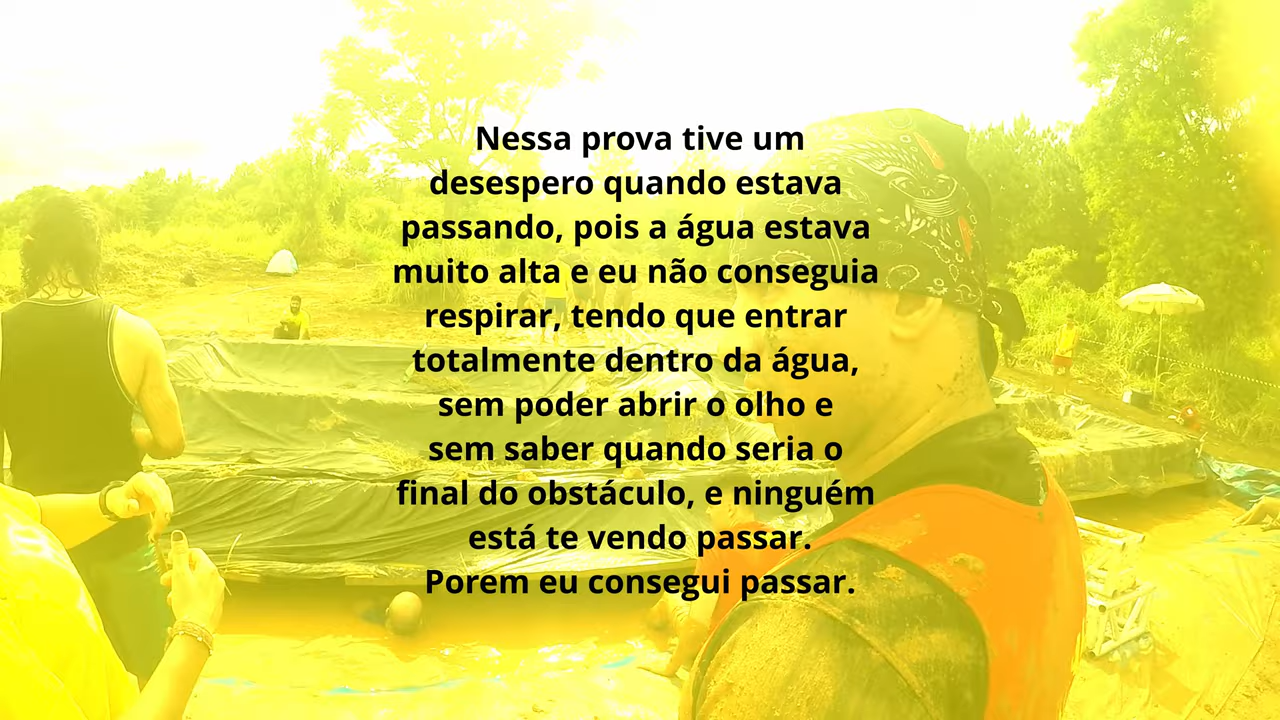 Nessa prova tive um
desespero quando estava
passando, pois a água estava
muito alta e eu não conseguia
respirar, tendo que entrar
totalmente dentro da água,
sem poder abrir o olho e
sem saber quando seria o
final do obstáculo, e ninguém
está te vendo passar.
Porem eu consegui passar.